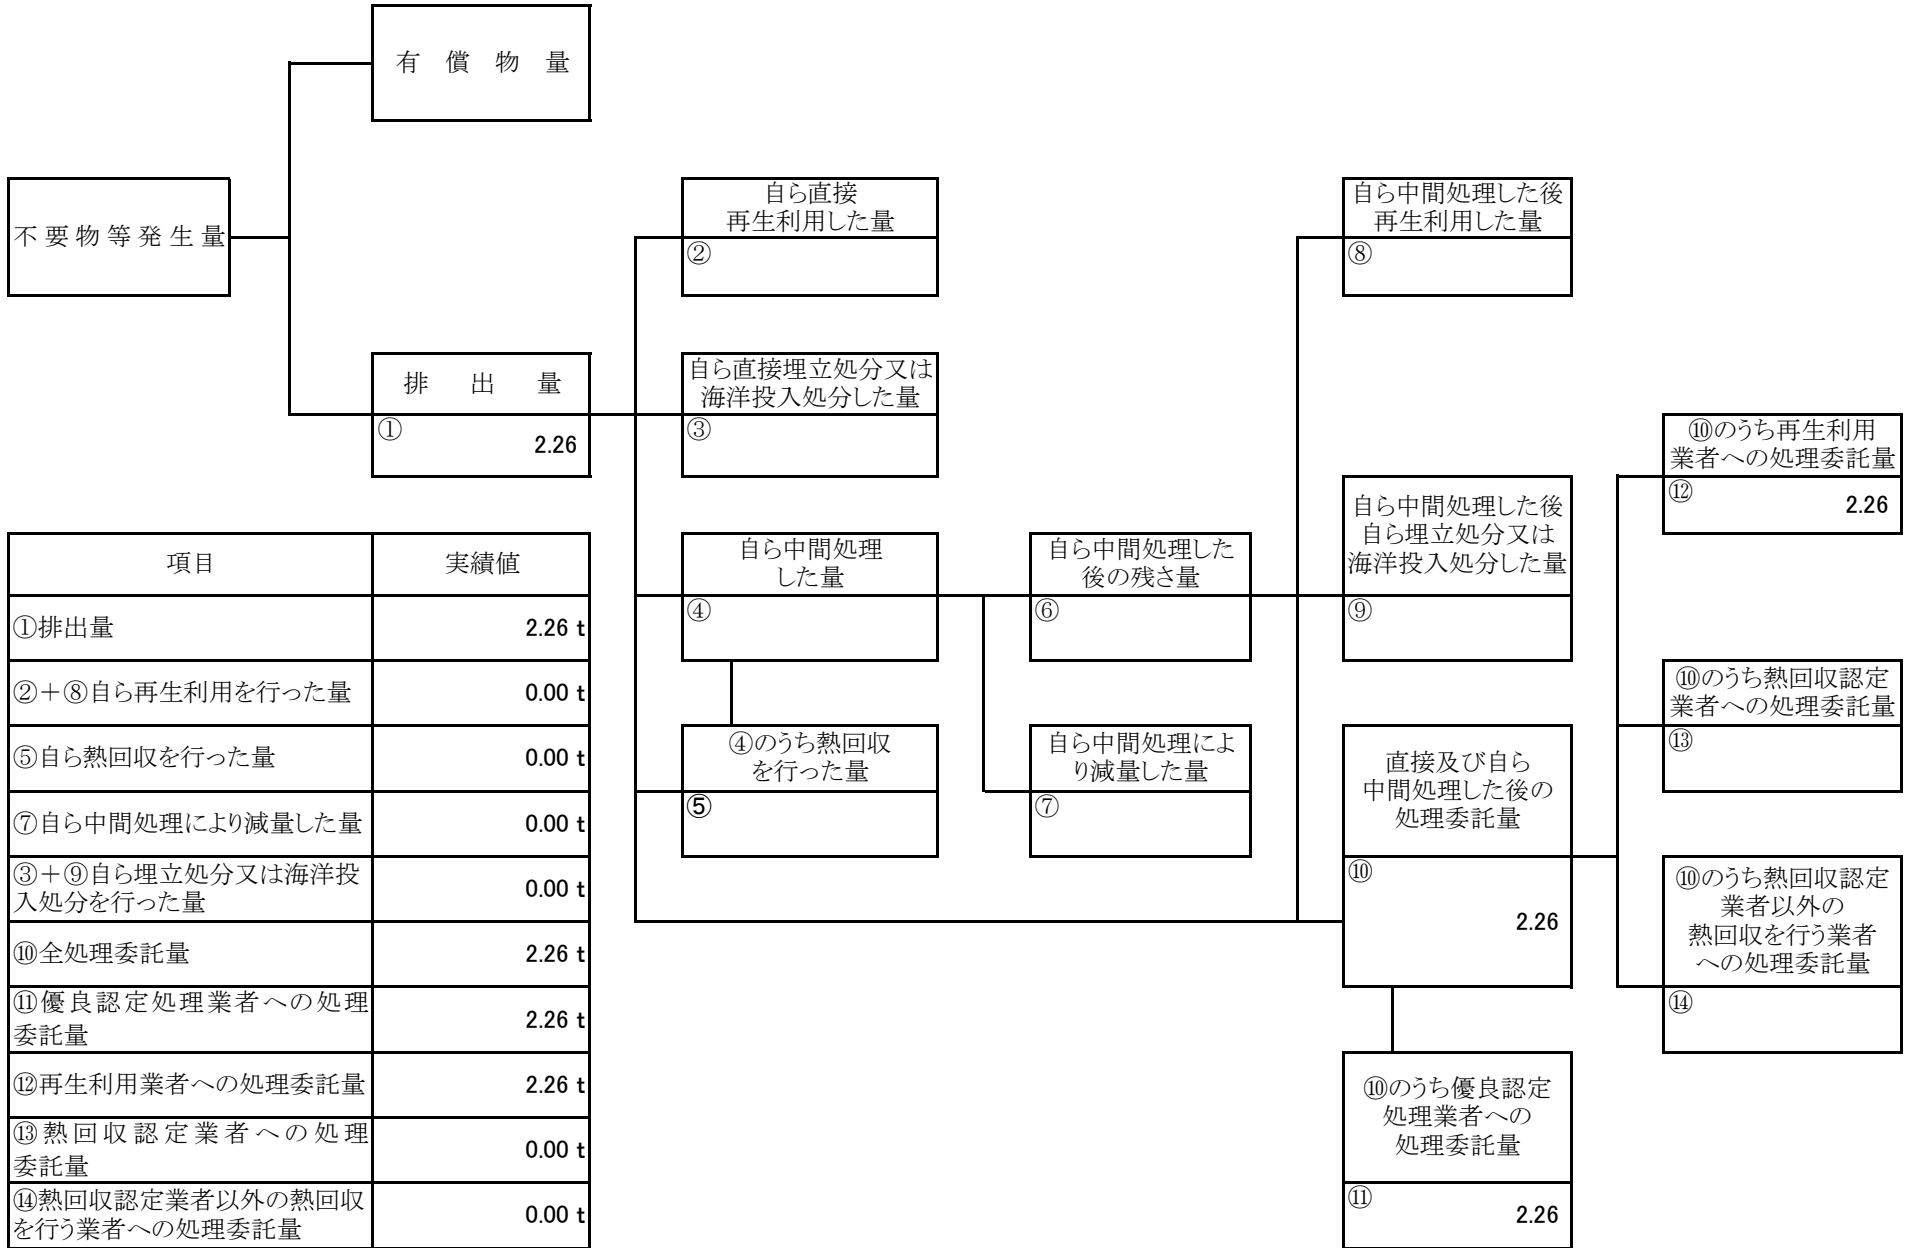 有償物量
不要物等発生量
排出量
①
2.26
自ら直接
再生利用した量
②
自ら直接埋立処分又は
海洋投入処分した量
③
自ら中間処理
した量
④
④のうち熱回収
を行った量
⑤
自ら中間処理した
後の残さ量
⑥
自ら中間処理によ
り減量した量
⑦
自ら中間処理した後
再生利用した量
⑧
自ら中間処理した後
自ら埋立処分又は
海洋投入処分した量
⑨
直接及び自ら
中間処理した後の
処理委託量
⑩
2.26
⑩のうち優良認定
処理業者への
処理委託量
⑪
2.26
⑩のうち再生利用
業者への処理委託量
⑫
2.26
⑩のうち熱回収認定
業者への処理委託量
⑬
⑩のうち熱回収認定
業者以外の
熱回収を行う業者
への処理委託量
⑭
項目 実績値
①排出量 2.26 t
②＋⑧自ら再生利用を行った量 0.00 t
⑤自ら熱回収を行った量 0.00 t
⑦自ら中間処理により減量した量 0.00 t
③＋⑨自ら埋立処分又は海洋投
入処分を行った量 0.00 t
⑩全処理委託量 2.26 t
⑪優良認定処理業者への処理
委託量 2.26 t
⑫再生利用業者への処理委託量 2.26 t
⑬熱回収認定業者への処理
委託量 0.00 t
⑭熱回収認定業者以外の熱回収
を行う業者への処理委託量 0.00 t